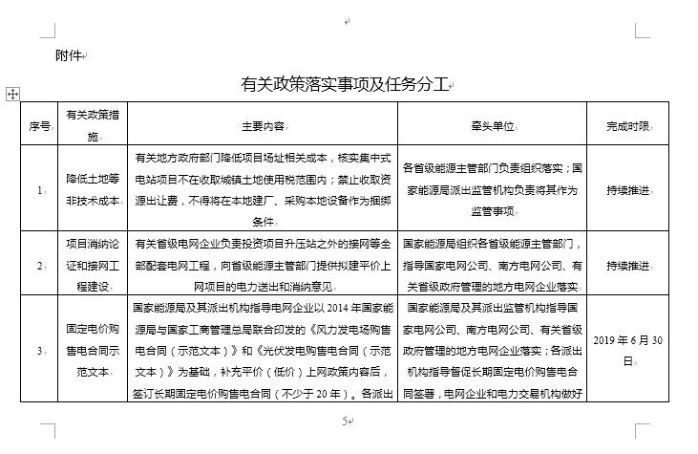 附件
有关政策落实事项及任务分工
序号
有关政策措
施
主要内容
牵头单位
完成时限
1
降低土地等
非技术成本
有关地方政府部门降低项目场址相关成本，核实集中式
电站项目不在收取城镇土地使用税范围内；禁止收取资
源出让费，不得将在本地建厂、采购本地设备作为捆绑
条件
各省级能源主管部门负责组织落实；国
家能源局派出监管机构负责将其作为
监管事项
持续推进
2
项目消纳论
证和接网工
程建设
有关省级电网企业负责投资项目升压站之外的接网等全
部配套电网工程，向省级能源主管部门提供拟建平价上
网项目的电力送出和消纳意见
国家能源局组织各省级能源主管部门，
指导国家电网公司、南方电网公司、有
关省级政府管理的地方电网企业落实
持续推进
3
固定电价购
售电合同示
范文本
国家能源局及其派出机构指导电网企业以 2014 年国家能
源局与国家工商管理总局联合印发的《风力发电场购售
电合同（示范文本）》和《光伏发电购售电合同（示范
文本）》为基础，补充平价（低价）上网政策内容后，
签订长期固定电价购售电合同（不少于 20 年）。各派出
国家能源局及其派出监管机构指导国
家电网公司、南方电网公司、有关省级
政府管理的地方电网企业落实；各派出
机构指导督促长期固定电价购售电合
同签署，电网企业和电力交易机构做好
2019 年 6 月 30
日
5